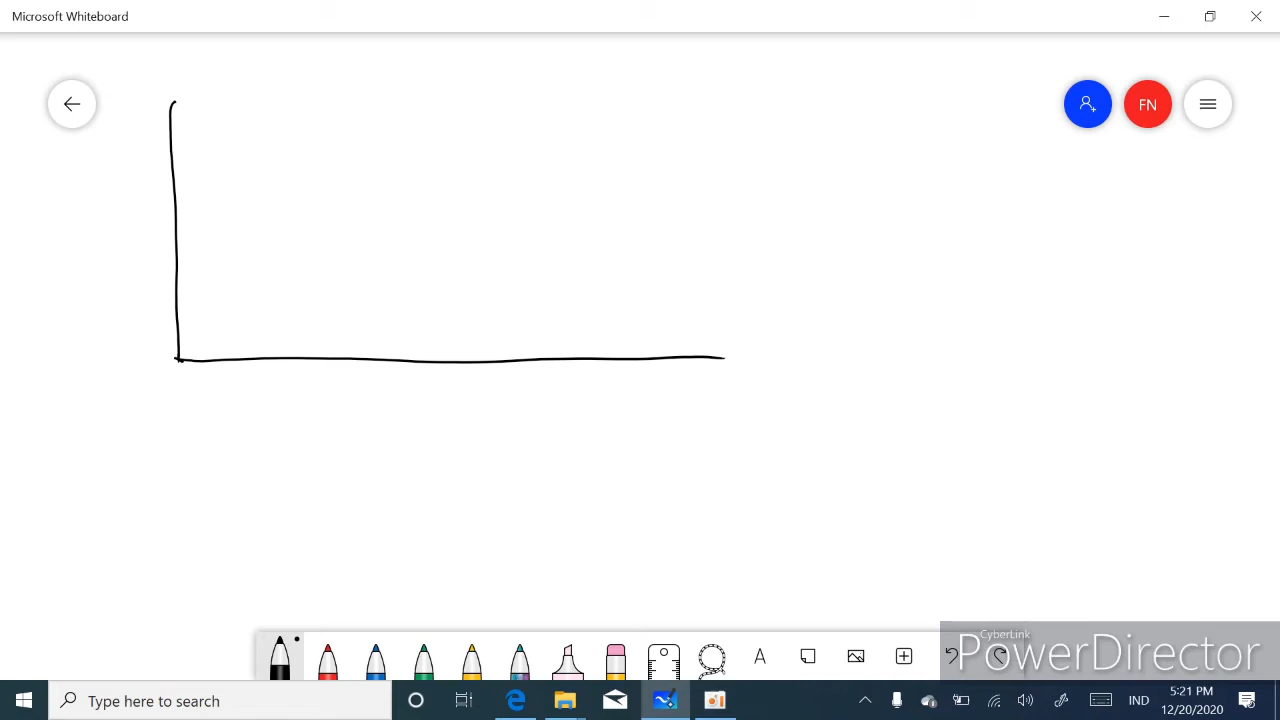 Microsoft Whiteboard
FN
A
CyberLink
PowerDirector
Type here to search
IND
5:21 PM
12/20/2020